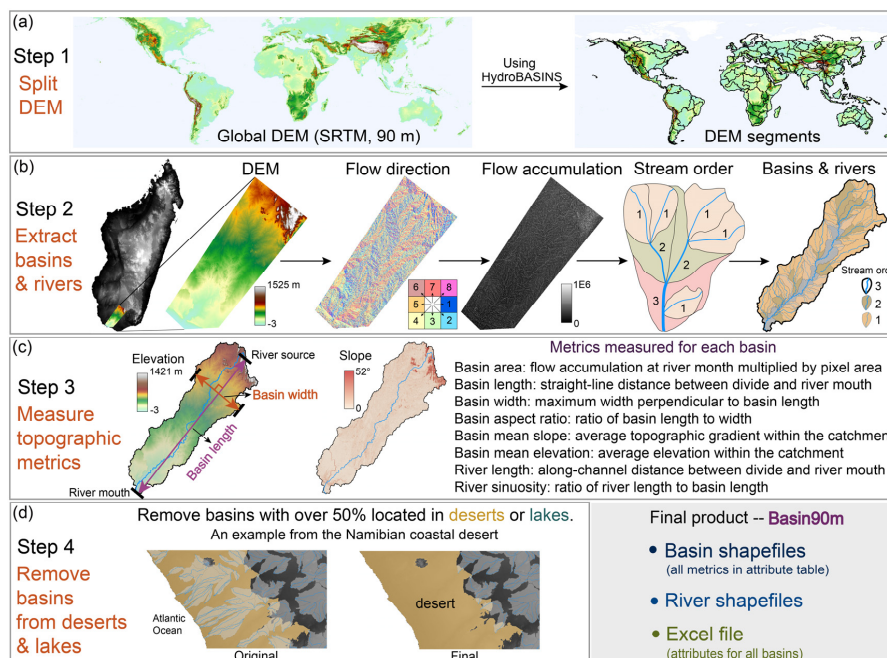 (a)
Step 1
Split
DEM
Global DEM (SRTM, 90 m)
Using
HydroBASINS
DEM segments
(b)
Step 2
Extract
basins
& rivers
DEM
1525 m
-3
Flow direction
6 7 8
5 1
4 3 2
Flow accumulation
1E6
0
Stream order
1
1
1
1
2
2
3
1
Basins & rivers
Stream ord
3
2
1
(c)
Step 3
Measure
topographic
metrics
Elevation
1421 m
-3
River source
Basin width
Basin length
River mouth
Slope
52°
0
Metrics measured for each basin
Basin area: flow accumulation at river month multiplied by pixel area
Basin length: straight-line distance between divide and river mouth
Basin width: maximum width perpendicular to basin length
Basin aspect ratio: ratio of basin length to width
Basin mean slope: average topographic gradient within the catchment
Basin mean elevation: average elevation within the catchment
River length: along-channel distance between divide and river mouth
River sinuosity: ratio of river length to basin length
(d)
Step 4
Remove
basins
from deserts
& lakes
Remove basins with over 50% located in deserts or lakes.
An example from the Namibian coastal desert
Atlantic
Ocean
Original
desert
Final
Final product -- Basin90m
• Basin shapefiles
(all metrics in attribute table)
• River shapefiles
• Excel file
(attributes for all basins)